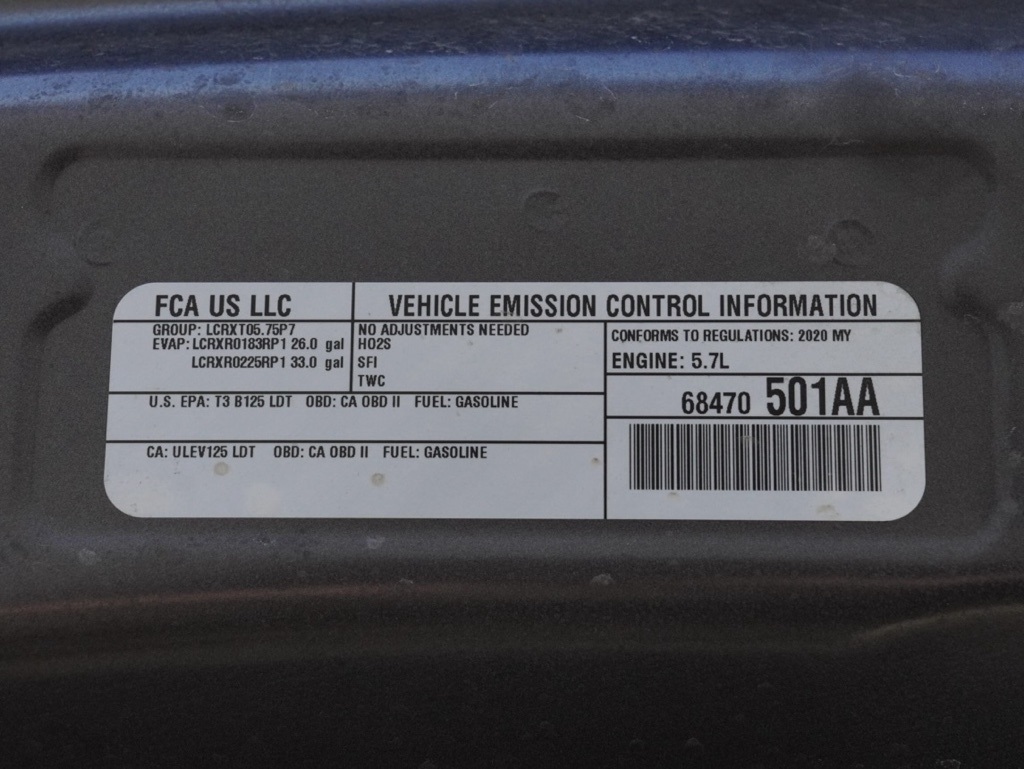 FCA US LLC
VEHICLE EMISSION CONTROL INFORMATION
GROUP: LCRXT05.75P7
EVAP: LCRXR0183RP1 26.0 gal
LCRXR0225RP1 33.0 gal
NO ADJUSTMENTS NEEDED
HO2S
SFI
TWC
CONFORMS TO REGULATIONS: 2020 MY
ENGINE: 5.7L
68470 501AA
U.S. EPA: T3 B125 LDT OBD: CA OBD II FUEL: GASOLINE
CA: ULEV125 LDT OBD: CA OBD II FUEL: GASOLINE